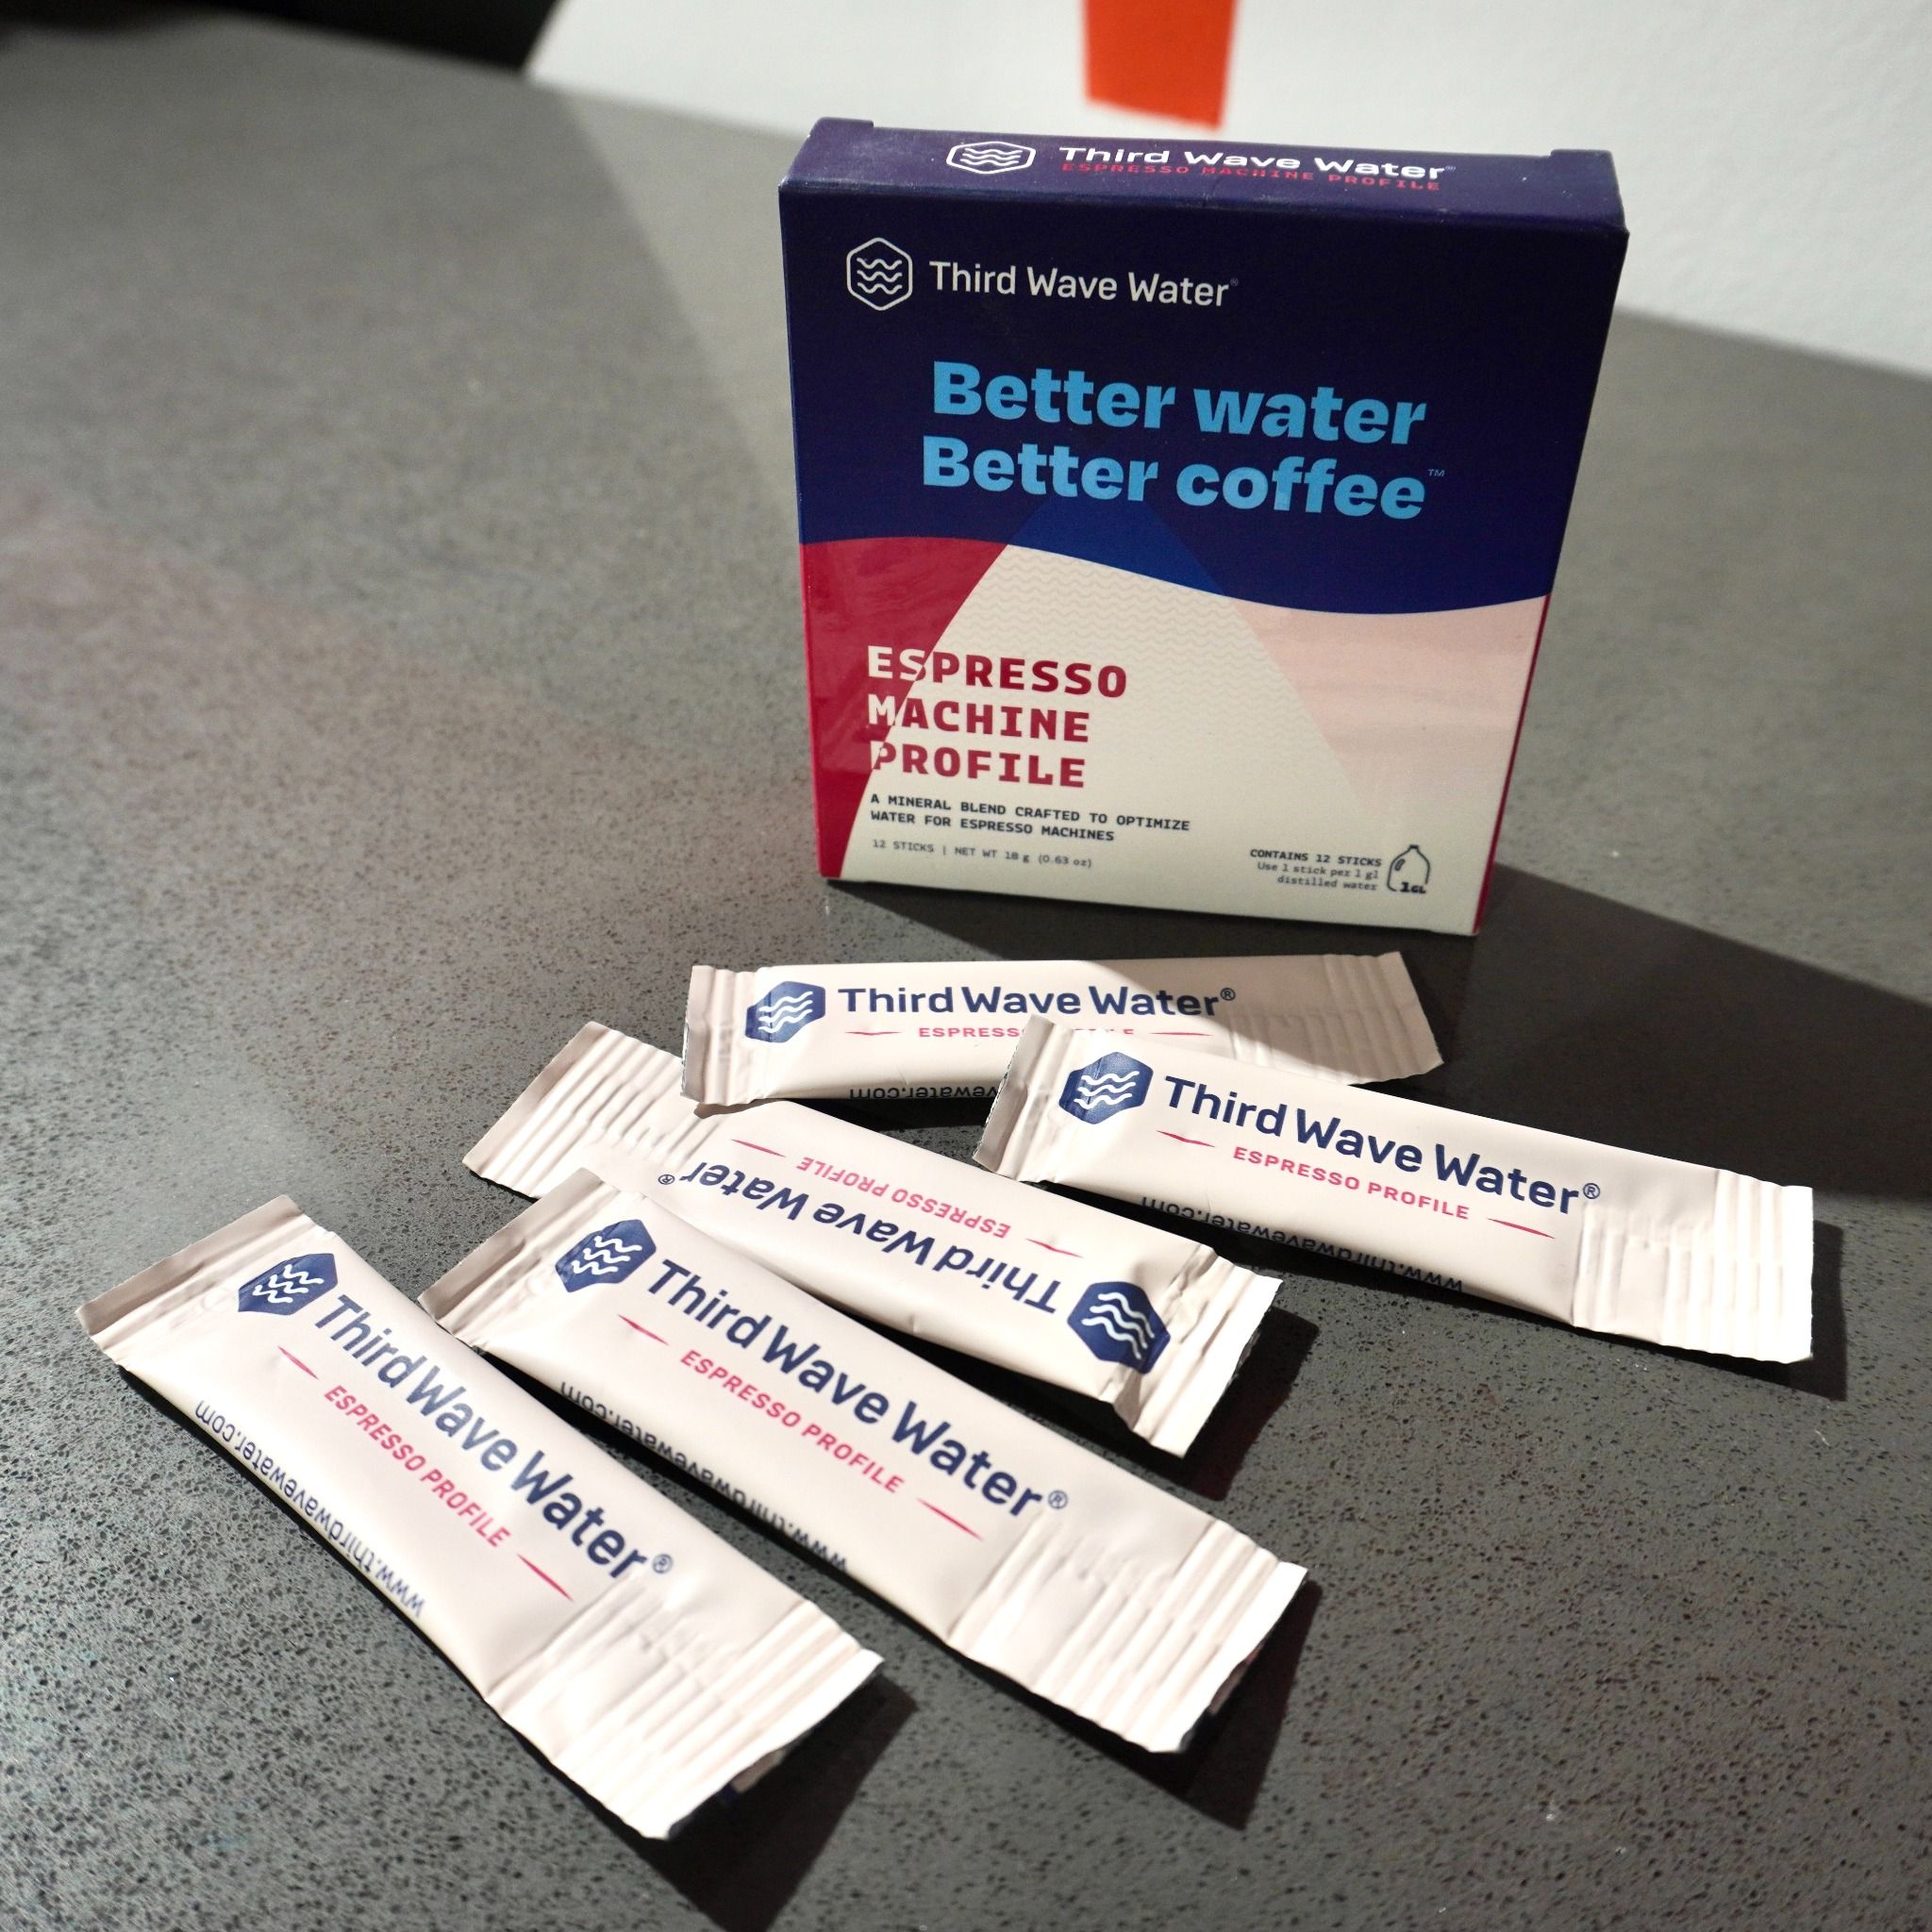 Third Wave Water®
ESPRESSO MACHINE PROFILE
Third Wave Water®
Better water
Better coffee™
ESPRESSO
MACHINE
PROFILE
A MINERAL BLEND CRAFTED TO OPTIMIZE
WATER FOR ESPRESSO MACHINES
12 STICKS | NET WT 18 g (0.63 oz)
CONTAINS 12 STICKS
Use 1 stick per 1 gl
distilled water
1GL
Third Wave Water®
ESPRESSO
Third Wave Water®
ESPRESSO PROFILE
www.thirdwavewater.com
Third Wave Water®
ESPRESSO PROFILE
Third Wave Water®
ESPRESSO PROFILE
www.thirdwavewater.com
Third Wave Water®
ESPRESSO PROFILE
www.thirdwavewater.com